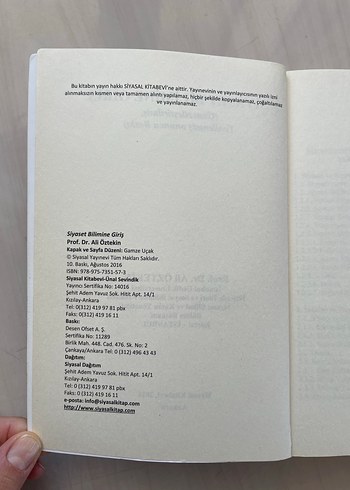 Bu kitabın yayın hakkı SİYASAL KİTABEVİ'ne aittir. Yayınevinin ve yayınlayıcısının yazılı izni
alınmaksızın kısmen veya tamamen alıntı yapılamaz, hiçbir şekilde kopyalanamaz, çoğaltılamaz
ve yayınlanamaz.
Siyaset Bilimine Giriş
Prof. Dr. Ali Öztekin
Kapak ve Sayfa Düzeni: Gamze Uçak
© Siyasal Yayınevi Tüm Hakları Saklıdır.
10. Baskı, Ağustos 2016
ISBN: 978-975-7351-57-3
Siyasal Kitabevi-Ünal Sevindik
Yayıncı Sertifika No: 14016
Şehit Adem Yavuz Sok. Hitit Apt. 14/1
Kızılay-Ankara
Tel: 0(312) 419 97 81 pbx
Faks: 0(312) 419 16 11
Baskı:
Desen Ofset A. Ş.
Sertifika No: 11289
Birlik Mah. 448. Cad. 476. Sk. No: 2
Çankaya/Ankara Tel: 0 (312) 496 43 43
Dağıtım:
Siyasal Dağıtım
Şehit Adem Yavuz Sok. Hitit Apt. 14/1
Kızılay-Ankara
Tel: 0(312) 419 97 81 pbx
Faks: 0(312) 419 16 11
e-posta: info@siyasalkitap.com
http://www.siyasalkitap.com